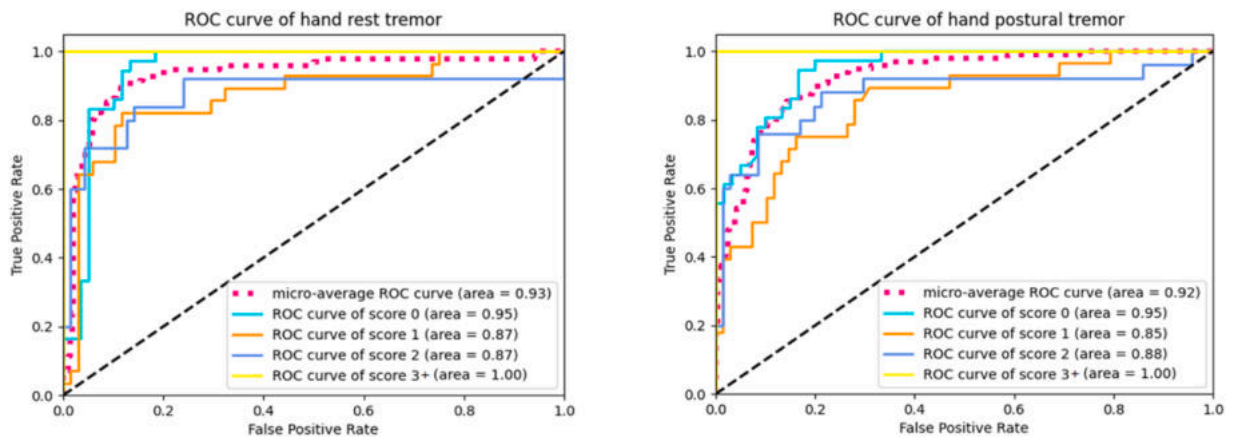 ROC curve of hand rest tremor
True Positive Rate
1.0
0.8
0.6
0.4
0.2
0.0
micro-average ROC curve (area = 0.93)
ROC curve of score 0 (area = 0.95)
ROC curve of score 1 (area = 0.87)
ROC curve of score 2 (area = 0.87)
ROC curve of score 3+ (area = 1.00)
0.0 0.2 0.4 0.6 0.8 1.0
False Positive Rate
ROC curve of hand postural tremor
True Positive Rate
1.0
0.8
0.6
0.4
0.2
0.0
micro-average ROC curve (area = 0.92)
ROC curve of score 0 (area = 0.95)
ROC curve of score 1 (area = 0.85)
ROC curve of score 2 (area = 0.88)
ROC curve of score 3+ (area = 1.00)
0.0 0.2 0.4 0.6 0.8 1.0
False Positive Rate